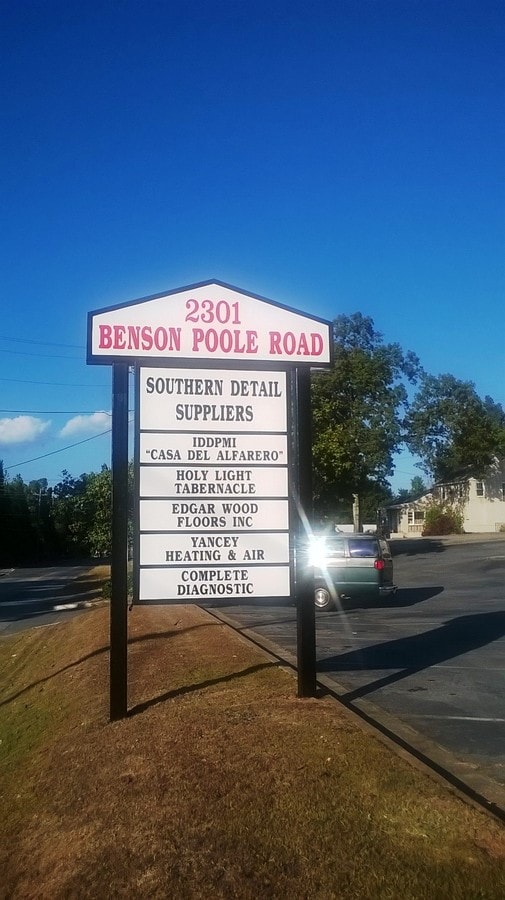 2301
BENSON POOLE ROAD
SOUTHERN DETAIL
SUPPLIERS
IDDPMI
"CASA DEL ALFARERO"
HOLY LIGHT
TABERNACLE
EDGAR WOOD
FLOORS INC
YANCEY
HEATING & AIR
COMPLETE
DIAGNOSTIC